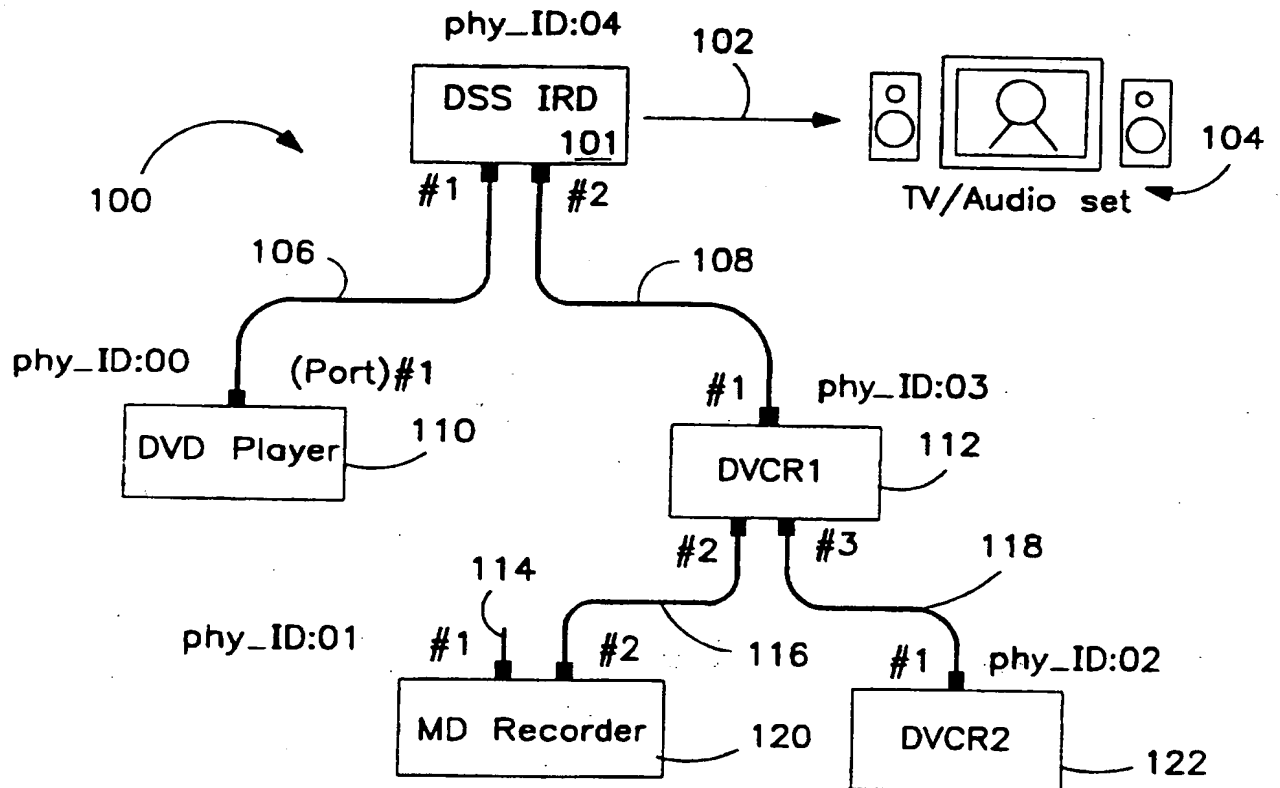 phy_ID:04
102
DSS IRD
101
104
100
#1
#2
TV/Audio set
106
108
phy_ID:00
(Port)#1
#1
phy_ID:03
DVD Player
110
DVCR1
112
#2
#3
114
118
phy_ID:01
#1
#2
116
#1
phy_ID:02
MD Recorder
120
DVCR2
122